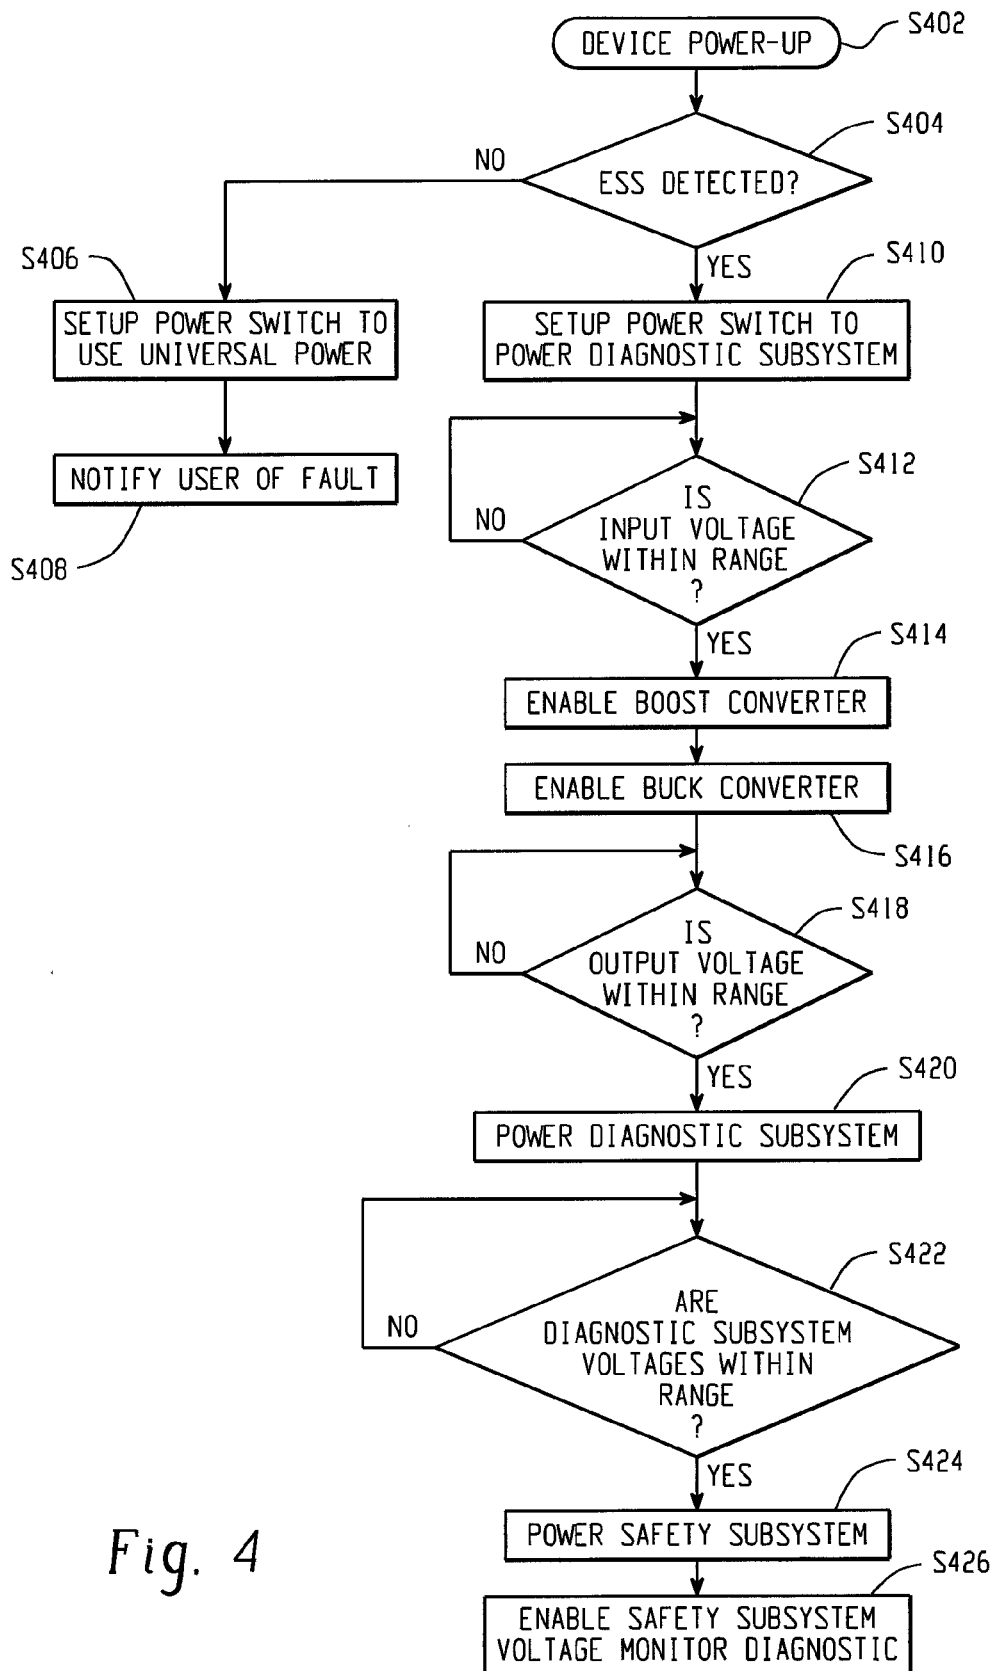 DEVICE POWER-UP
S402
ESS DETECTED?
S404
NO
YES
S406
SETUP POWER SWITCH TO
USE UNIVERSAL POWER
S410
SETUP POWER SWITCH TO
POWER DIAGNOSTIC SUBSYSTEM
NOTIFY USER OF FAULT
S408
IS
INPUT VOLTAGE
WITHIN RANGE
?
S412
NO
YES
S414
ENABLE BOOST CONVERTER
ENABLE BUCK CONVERTER
S416
IS
OUTPUT VOLTAGE
WITHIN RANGE
?
S418
NO
YES
S420
POWER DIAGNOSTIC SUBSYSTEM
ARE
DIAGNOSTIC SUBSYSTEM
VOLTAGES WITHIN
RANGE
?
S422
NO
YES
S424
POWER SAFETY SUBSYSTEM
S426
ENABLE SAFETY SUBSYSTEM
VOLTAGE MONITOR DIAGNOSTIC
Fig. 4